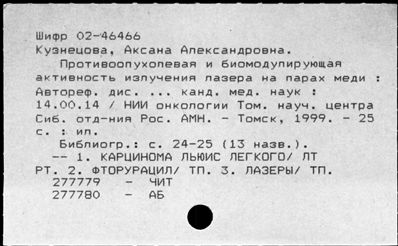 Шифр 02-46466
Кузнецова, Аксана Александровна.
Противоопухолевая и биомодулирующая
активность излучения лазера на парах меди :
Автореф. дис. ... канд. мед. наук :
14.00.14 / НИИ онкологии Том. науч. центра
Сиб. отд-ния Рос. АМН. - Томск, 1999. - 25
с. : ил.
Библиогр.: с. 24-25 (13 назв.).
-- 1. КАРЦИНОМА ЛЬЮИС ЛЕГКОГО/ ЛТ
РТ. 2. ФТОРУРАЦИЛ/ ТП. 3. ЛАЗЕРЫ/ ТП.
277779 - ЧИТ
277780 - АБ